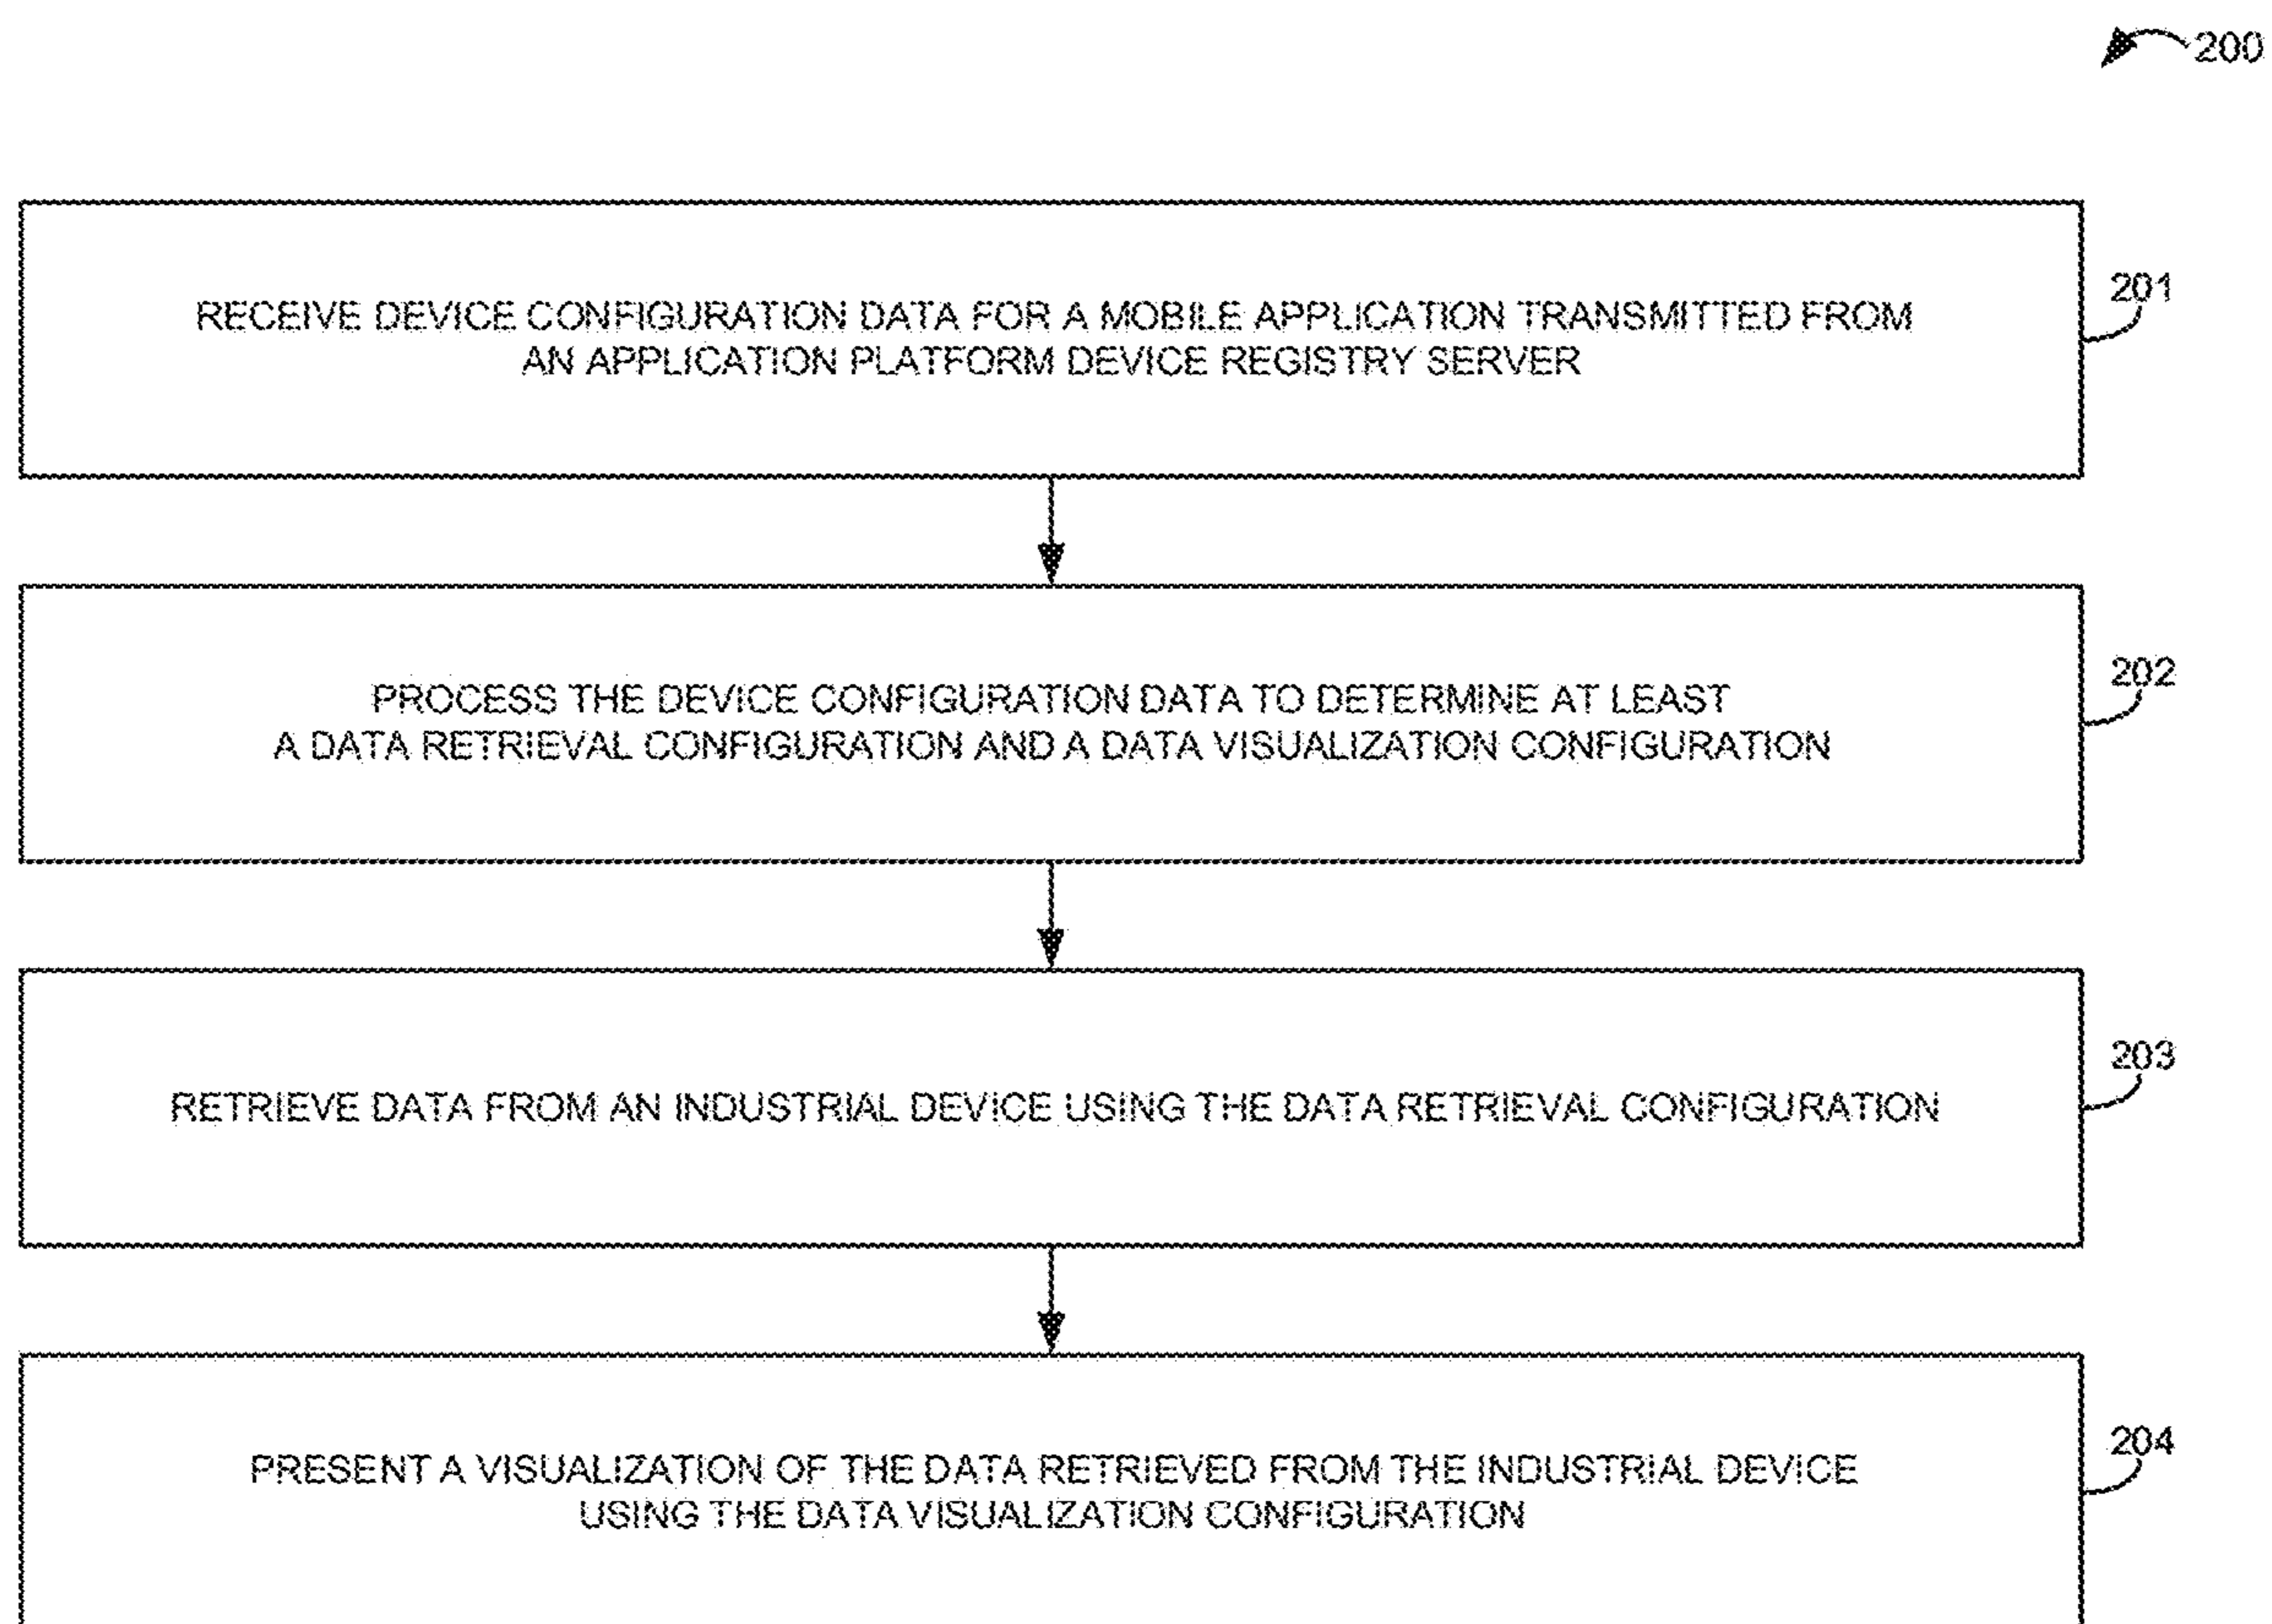 200
RECEIVE DEVICE CONFIGURATION DATA FOR A MOBILE APPLICATION TRANSMITTED FROM
AN APPLICATION PLATFORM DEVICE REGISTRY SERVER
201
PROCESS THE DEVICE CONFIGURATION DATA TO DETERMINE AT LEAST
A DATA RETRIEVAL CONFIGURATION AND A DATA VISUALIZATION CONFIGURATION
202
RETRIEVE DATA FROM AN INDUSTRIAL DEVICE USING THE DATA RETRIEVAL CONFIGURATION
203
PRESENT A VISUALIZATION OF THE DATA RETRIEVED FROM THE INDUSTRIAL DEVICE
USING THE DATA VISUALIZATION CONFIGURATION
204